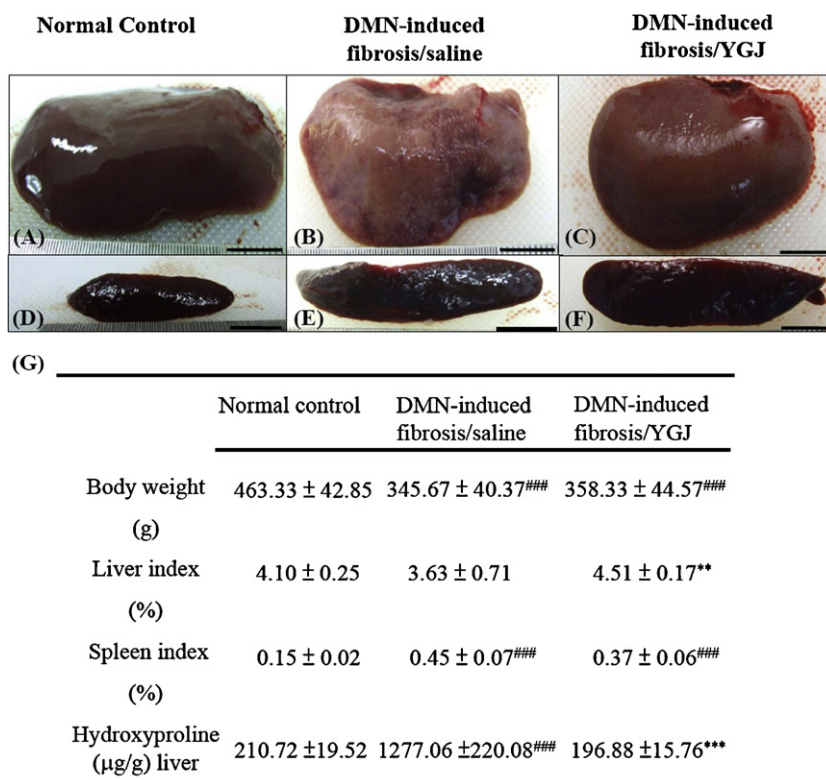 Normal Control
DMN-induced
fibrosis/saline
DMN-induced
fibrosis/YGJ
(A)
(B)
(C)
(D)
(E)
(F)
(G)
Normal control
DMN-induced
fibrosis/saline
DMN-induced
fibrosis/YGJ
Body weight
(g)
463.33 ± 42.85 345.67 ± 40.37### 358.33 ± 44.57###
Liver index
(%)
4.10 ± 0.25 3.63 ± 0.71 4.51 ± 0.17**
Spleen index
(%)
0.15 ± 0.02 0.45 ± 0.07### 0.37 ± 0.06###
Hydroxyproline
(µg/g) liver
210.72 ±19.52 1277.06 ±220.08### 196.88 ±15.76***